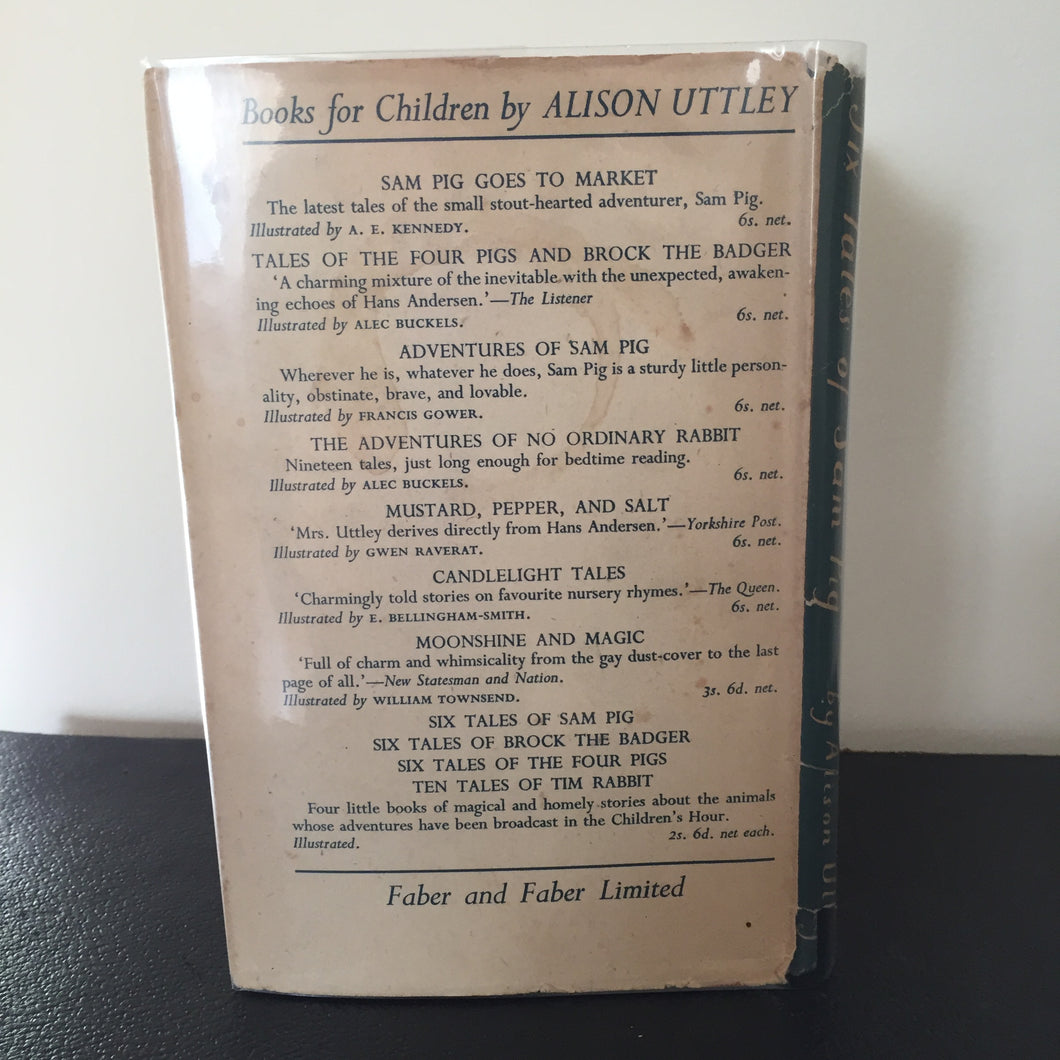 Books for Children by ALISON UTTLEY
SAM PIG GOES TO MARKET
The latest tales of the small stout-hearted adventurer, Sam Pig.
Illustrated by A. E. KENNEDY. 6s. net.
TALES OF THE FOUR PIGS AND BROCK THE BADGER
‘A charming mixture of the inevitable with the unexpected, awaken-
ing echoes of Hans Andersen.’—The Listener
Illustrated by ALEC BUCKELS. 6s. net.
ADVENTURES OF SAM PIG
Wherever he is, whatever he does, Sam Pig is a sturdy little person-
ality, obstinate, brave, and lovable.
Illustrated by FRANCIS GOWER. 6s. net.
THE ADVENTURES OF NO ORDINARY RABBIT
Nineteen tales, just long enough for bedtime reading.
Illustrated by ALEC BUCKELS. 6s. net.
MUSTARD, PEPPER, AND SALT
‘Mrs. Uttley derives directly from Hans Andersen.’—Yorkshire Post.
Illustrated by GWEN RAVERAT. 6s. net.
CANDLELIGHT TALES
‘Charmingly told stories on favourite nursery rhymes.’—The Queen.
Illustrated by E. BELLINGHAM-SMITH. 6s. net.
MOONSHINE AND MAGIC
‘Full of charm and whimsicality from the gay dust-cover to the last
page of all.’—New Statesman and Nation.
Illustrated by WILLIAM TOWNSEND. 3s. 6d. net.
SIX TALES OF SAM PIG
SIX TALES OF BROCK THE BADGER
SIX TALES OF THE FOUR PIGS
TEN TALES OF TIM RABBIT
Four little books of magical and homely stories about the animals
whose adventures have been broadcast in the Children's Hour.
Illustrated. 2s. 6d. net each.
Faber and Faber Limited
Six Tales of Sam Pig by Alison